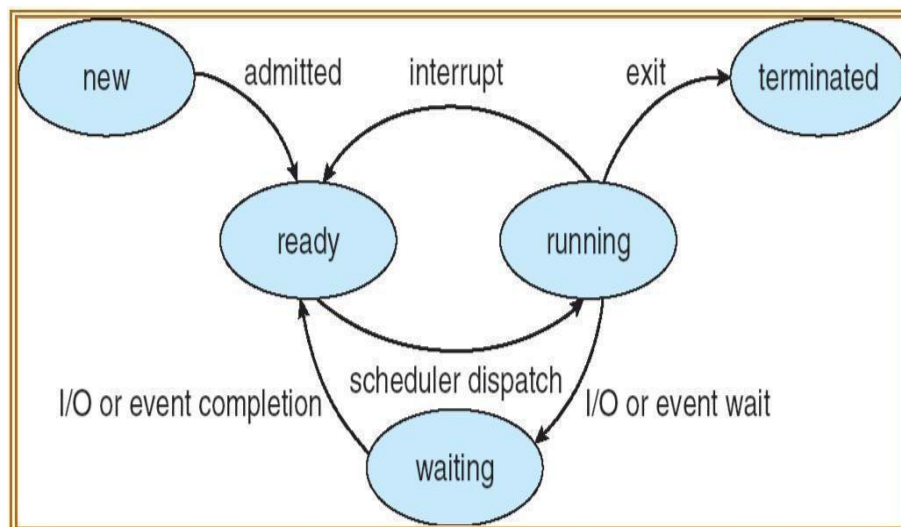 new
admitted
interrupt
exit
terminated
ready
running
scheduler dispatch
I/O or event completion
I/O or event wait
waiting